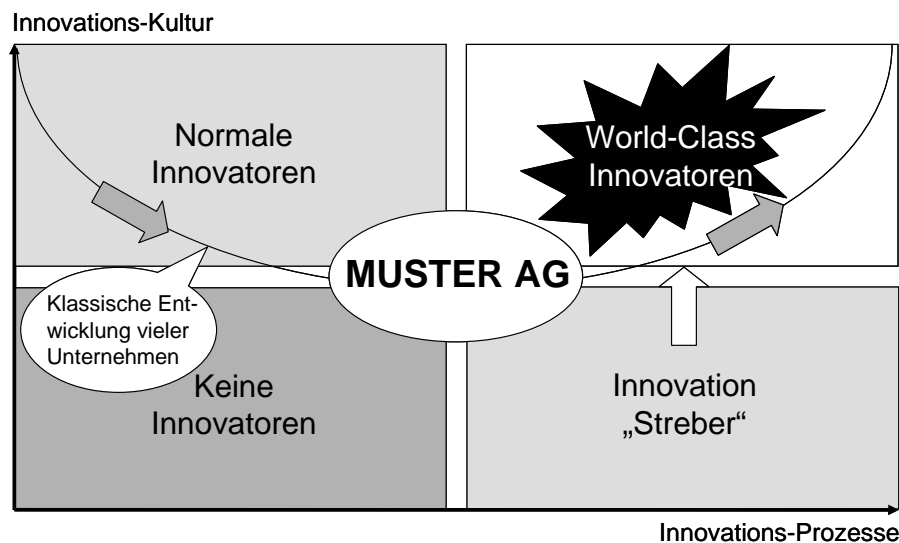 Innovations-Kultur
Normale
Innovatoren
World-Class
Innovatoren
MUSTER AG
Klassische Ent-
wicklung vieler
Unternehmen
Keine
Innovatoren
Innovation
„Streber“
Innovations-Prozesse